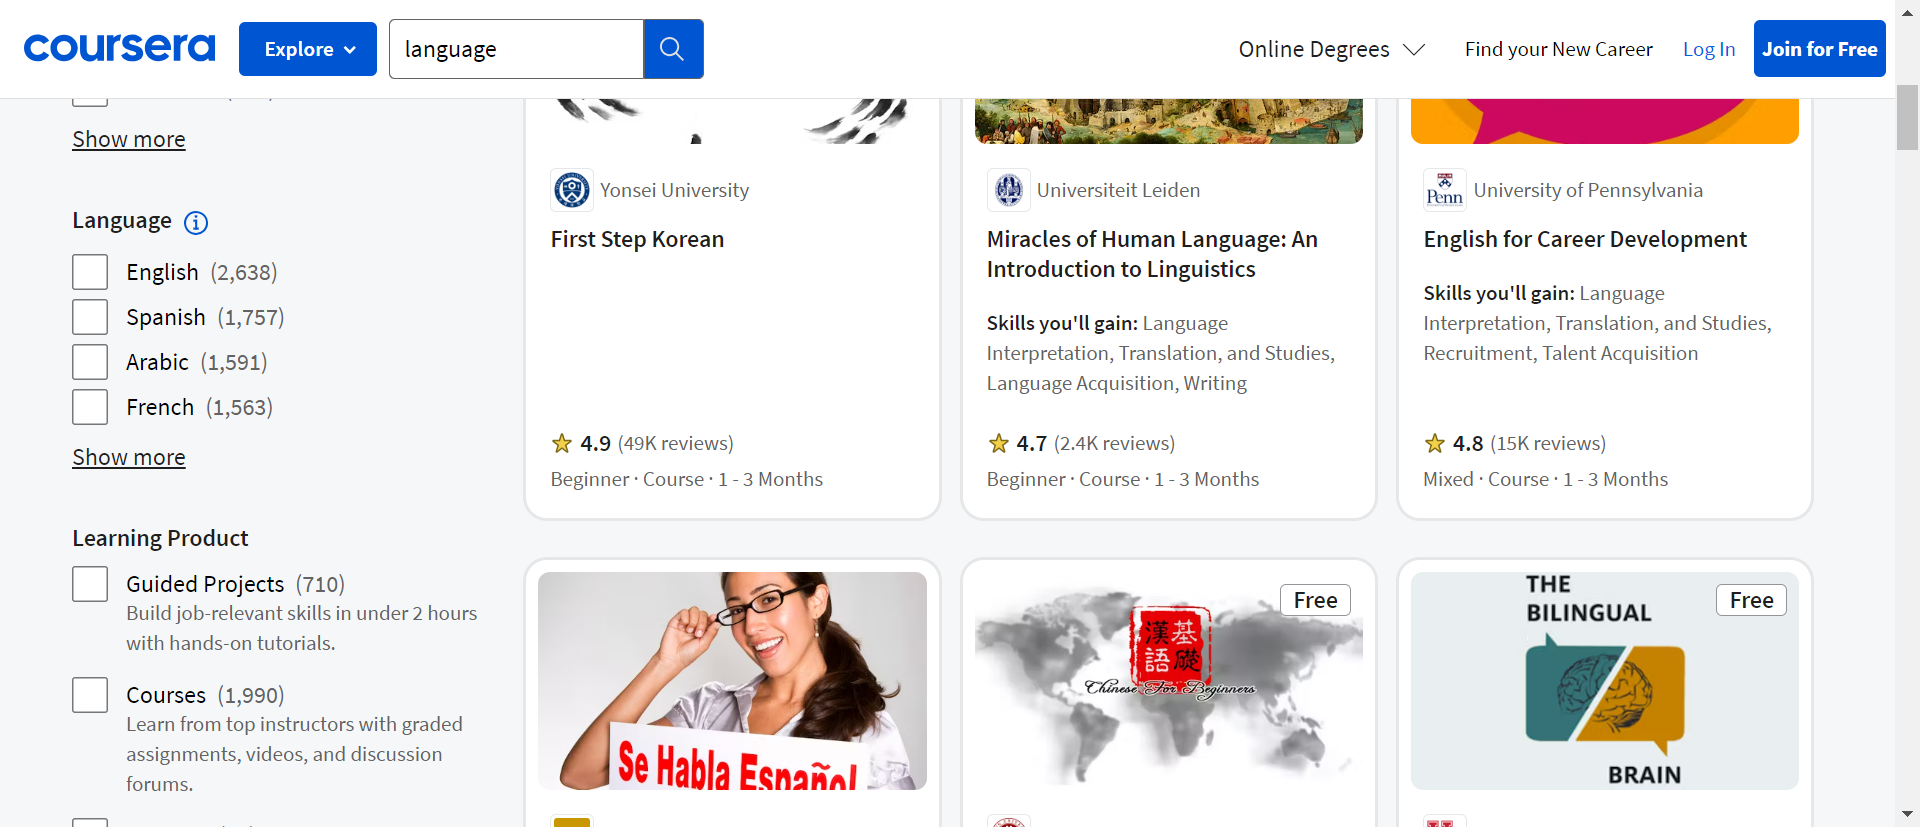 coursera
Explore
language
Online Degrees
Find your New Career
Log In
Join for Free
Show more
Language
English (2,638)
Spanish (1,757)
Arabic (1,591)
French (1,563)
Show more
Learning Product
Guided Projects (710)
Build job-relevant skills in under 2 hours
with hands-on tutorials.
Courses (1,990)
Learn from top instructors with graded
assignments, videos, and discussion
forums.
Yonsei University
First Step Korean
4.9 (49K reviews)
Beginner · Course · 1 - 3 Months
Universiteit Leiden
Miracles of Human Language: An
Introduction to Linguistics
Skills you'll gain: Language
Interpretation, Translation, and Studies,
Language Acquisition, Writing
4.7 (2.4K reviews)
Beginner · Course · 1 - 3 Months
Penn
University of Pennsylvania
English for Career Development
Skills you'll gain: Language
Interpretation, Translation, and Studies,
Recruitment, Talent Acquisition
4.8 (15K reviews)
Mixed · Course · 1 - 3 Months
Se Habla Español
Free
基礎
漢語
Chinese For Beginners
Free
THE
BILINGUAL
BRAIN